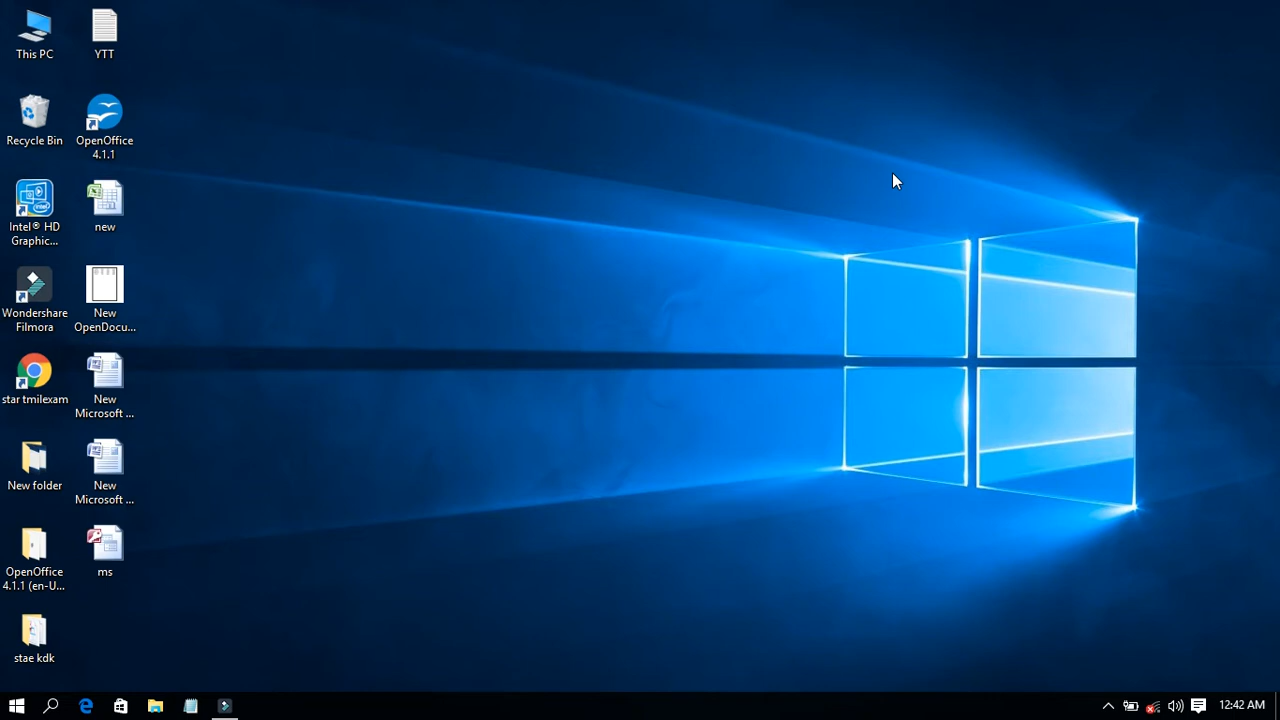 This PC
YTT
Recycle Bin
OpenOffice
4.1.1
Intel® HD
Graphic...
new
Wondershare
Filmora
New
OpenDocu...
star tmilexam
New
Microsoft ...
New folder
New
Microsoft ...
OpenOffice
4.1.1 (en-U...
ms
stae kdk
12:42 AM